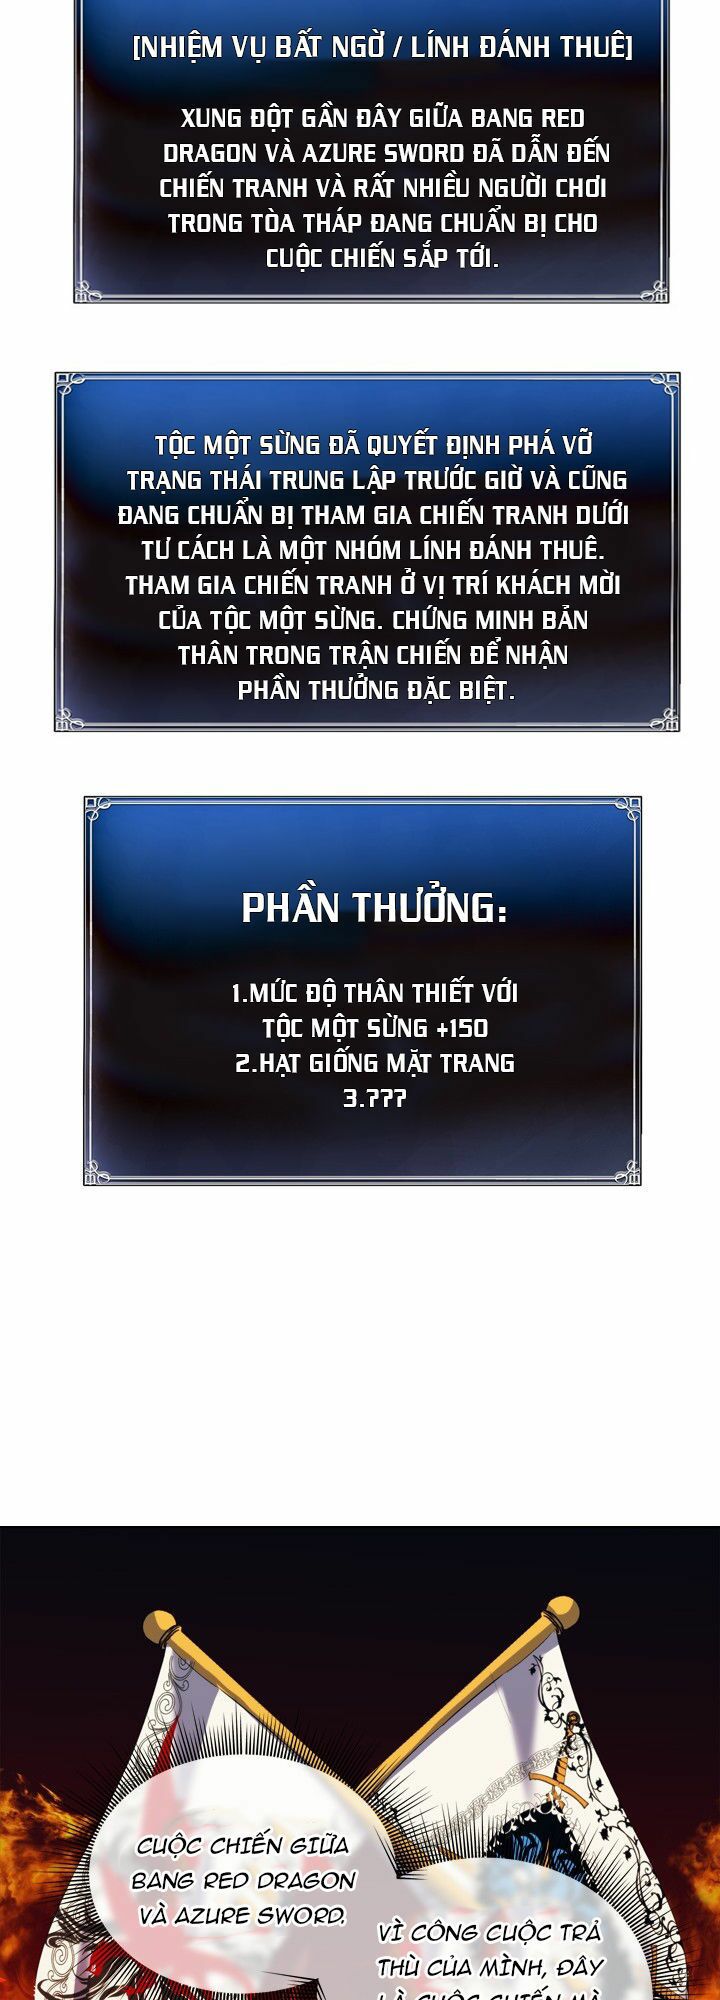 [NHIỆM VỤ BẤT NGỜ / LÍNH ĐÁNH THUÊ]
XUNG ĐỘT GẦN ĐÂY GIỮA BANG RED
DRAGON VÀ AZURE SWORD ĐÃ DẪN ĐẾN
CHIẾN TRANH VÀ RẤT NHIỀU NGƯỜI CHƠI
TRONG TÒA THÁP ĐANG CHUẨN BỊ CHO
CUỘC CHIẾN SẮP TỚI.
TỘC MỘT SỪNG ĐÃ QUYẾT ĐỊNH PHÁ VỠ
TRẠNG THÁI TRUNG LẬP TRƯỚC GIỜ VÀ CŨNG
ĐANG CHUẨN BỊ THAM GIA CHIẾN TRANH DƯỚI
TƯ CÁCH LÀ MỘT NHÓM LÍNH ĐÁNH THUÊ.
THAM GIA CHIẾN TRANH Ở VỊ TRÍ KHÁCH MỜI
CỦA TỘC MỘT SỪNG. CHỨNG MINH BẢN
THÂN TRONG TRẬN CHIẾN ĐỂ NHẬN
PHẦN THƯỞNG ĐẶC BIỆT.
PHẦN THƯỞNG:
1.MỨC ĐỘ THÂN THIẾT VỚI
TỘC MỘT SỪNG +150
2.HẠT GIỐNG MẶT TRANG
3.???
CUỘC CHIẾN GIỮA
BANG RED DRAGON
VÀ AZURE SWORD.
VÌ CÔNG CUỘC TRẢ
THÙ CỦA MÌNH, ĐÂY
LÀ CUỘC CHIẾN MÀ